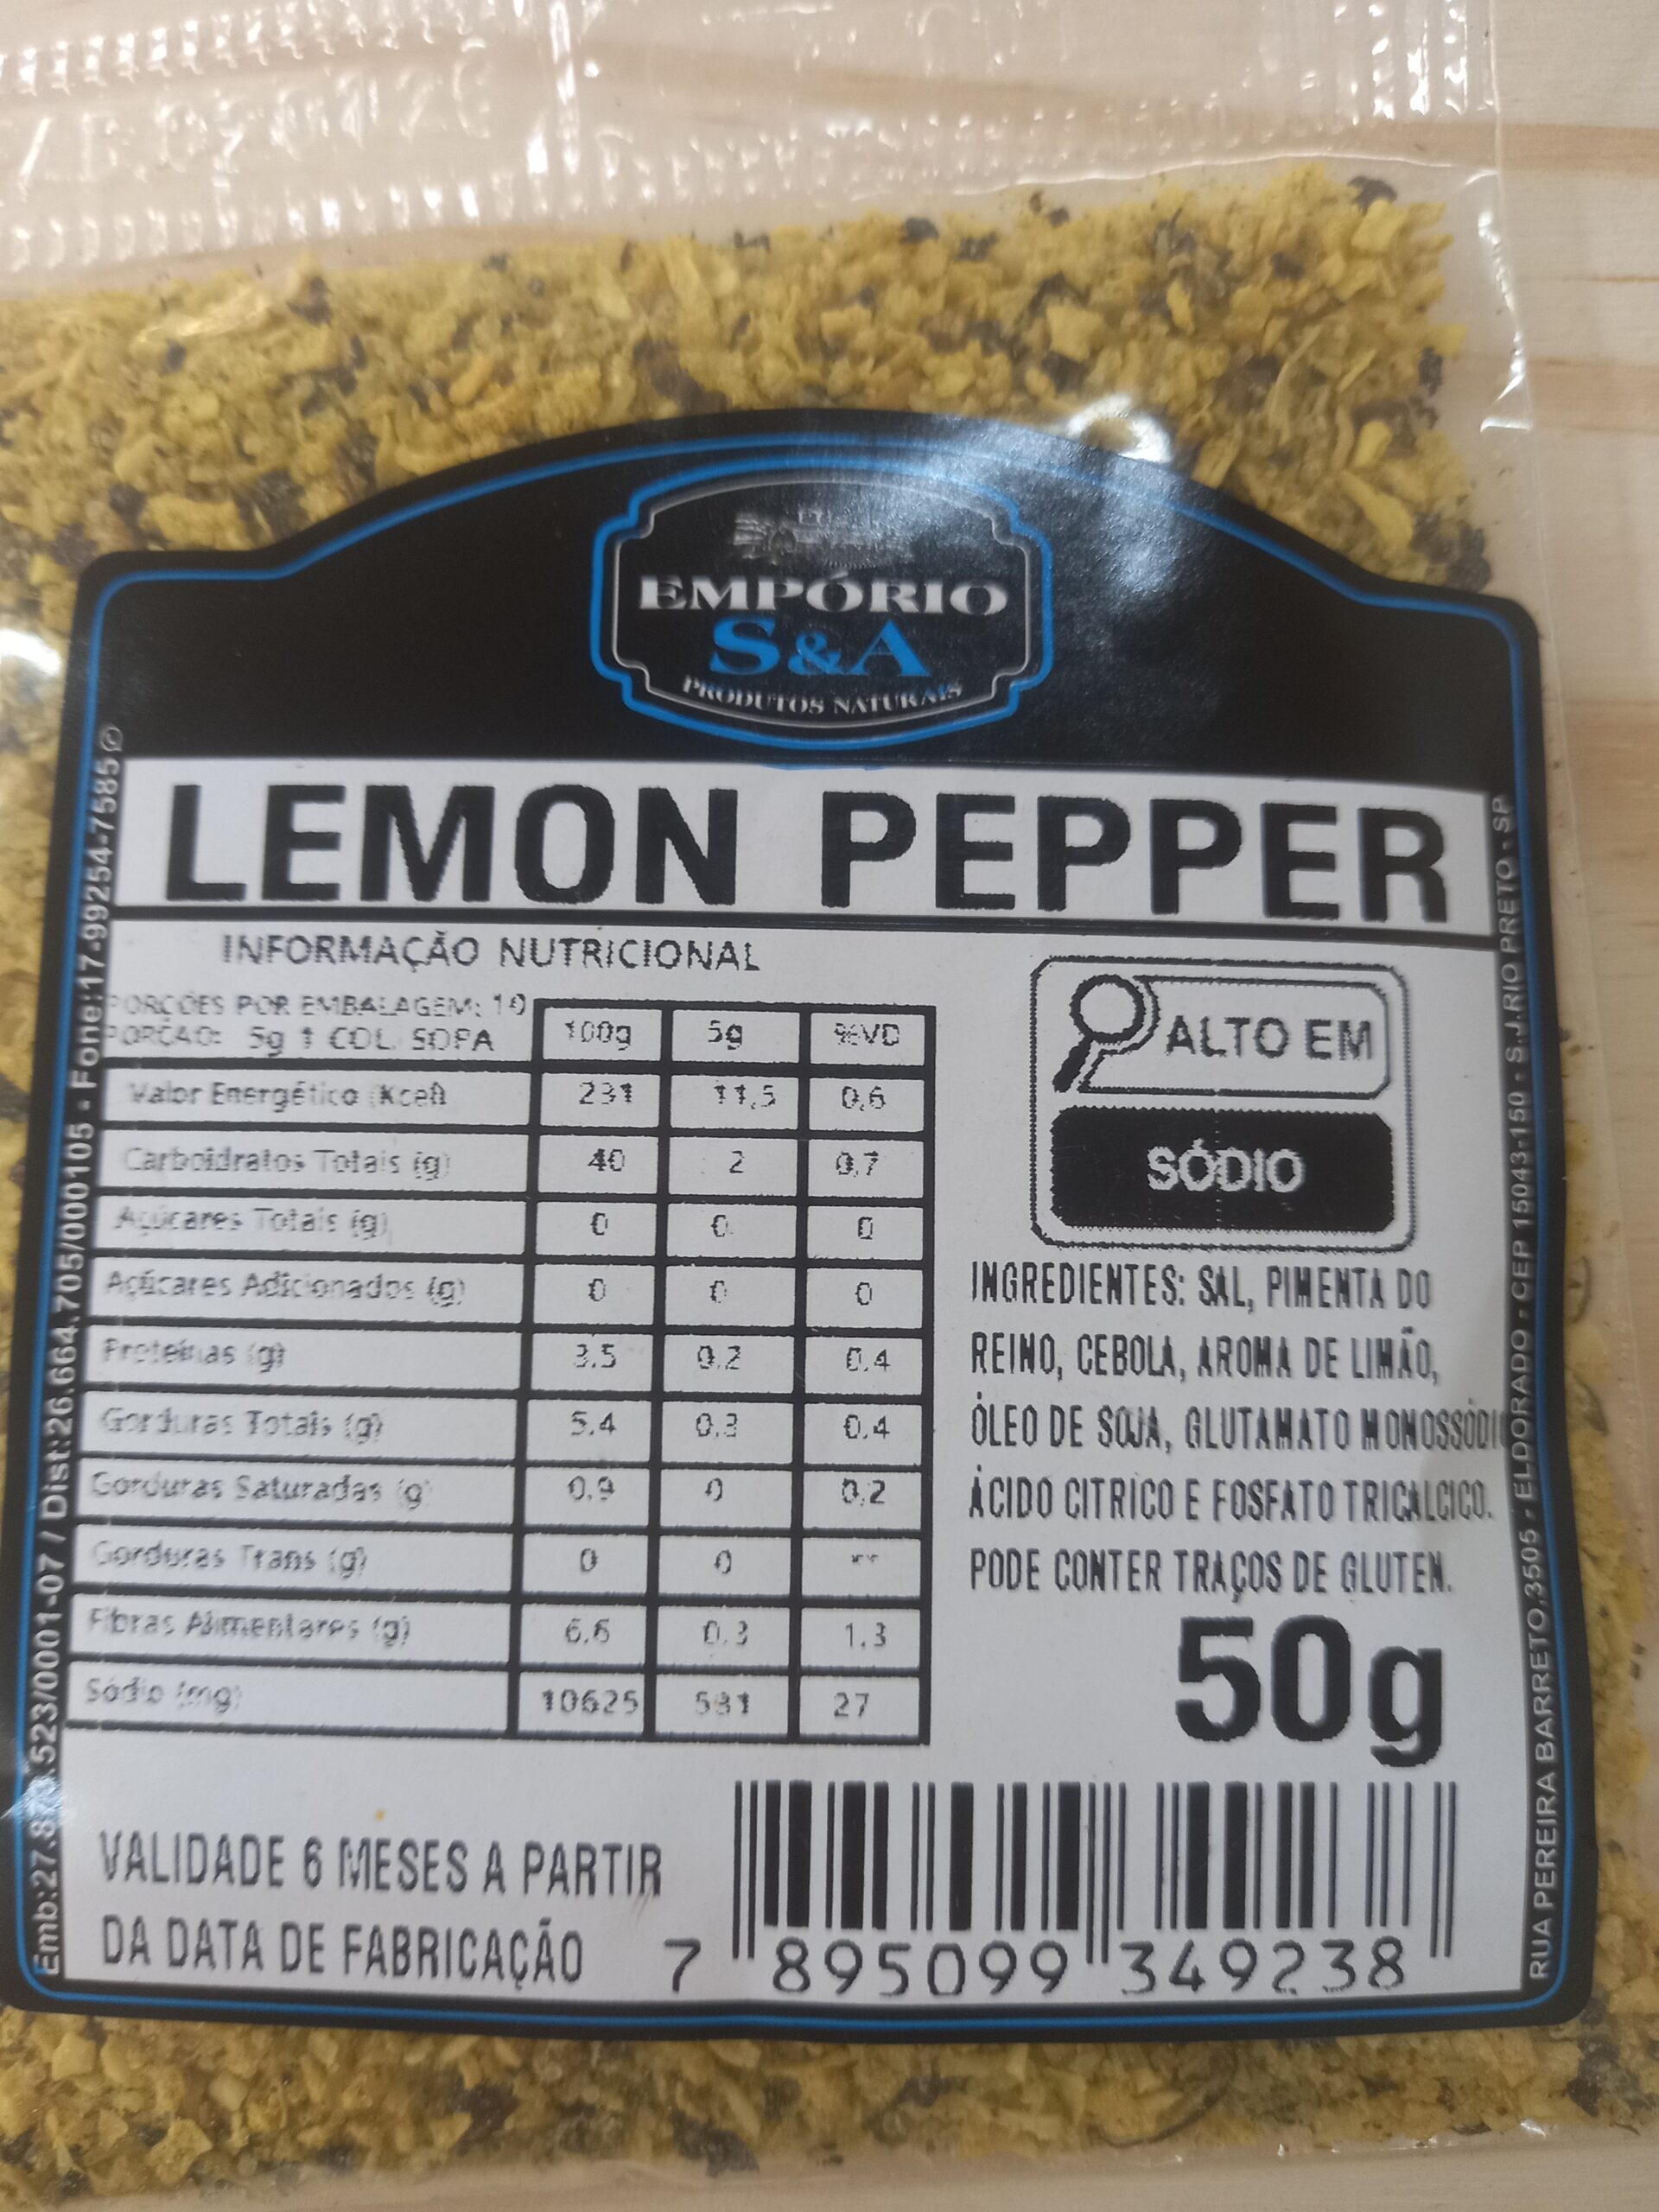 EMPÓRIO
S&A
PRODUTOS NATURAIS
LEMON PEPPER
INFORMAÇÃO NUTRICIONAL
PORÇÕES POR EMBALAGEM: 10
PORÇÃO: 5g 1 COL. SOPA
100g 5g %VD
Valor Energético (Kcal) 231 11,5 0,6
Carboidratos Totais (g) 40 2 0,7
Açúcares Totais (g) 0 0 0
Açúcares Adicionados (g) 0 0 0
Proteínas (g) 3.5 0.2 0.4
Gorduras Totais (g) 5.4 0.3 0.4
Gorduras Saturadas (g) 0.9 0 0,2
Gorduras Trans (g) 0 0 **
Fibras Alimentares (g) 6.6 0.3 1.3
Sódio (mg) 10625 27
ALTO EM
SÓDIO
INGREDIENTES: SAL, PIMENTA DO
REINO, CEBOLA, AROMA DE LIMÃO,
ÓLEO DE SOJA, GLUTAMATO MONOSSÓDI
ÁCIDO CITRICO E FOSFATO TRICALCICO.
PODE CONTER TRAÇOS DE GLUTEN.
50g
VALIDADE 6 MESES A PARTIR
DA DATA DE FABRICAÇÃO
7 895099 349238
.523/0001-07 / Dist:26.664.705/000105 - Fone:17-99254-7585
RUA PEREIRA BARRETO,3505 - ELDORADO - CEP 15043-150 - S.J.RIO PRETO - SP